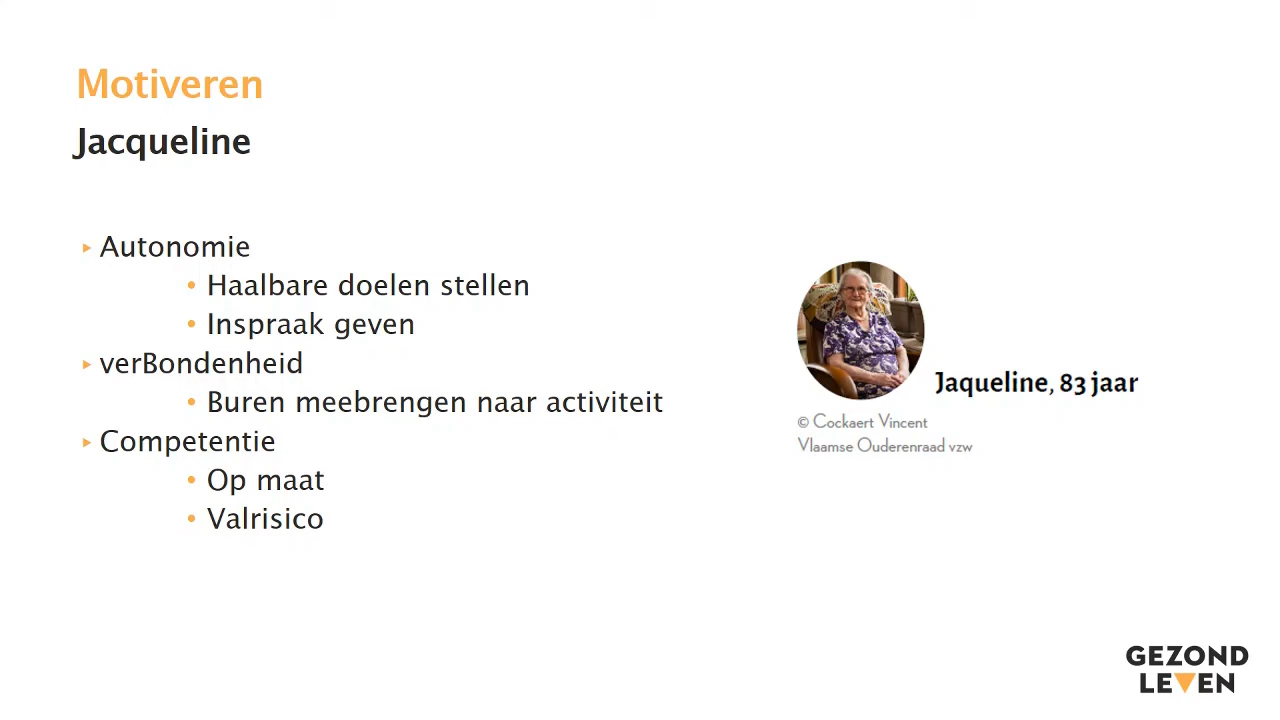 Motiveren
Jacqueline
Autonomie
Haalbare doelen stellen
Inspraak geven
verBondenheid
Buren meebrengen naar activiteit
Competentie
Op maat
Valrisico
Jaqueline, 83 jaar
© Cockaert Vincent
Vlaamse Ouderenraad vzw
GEZOND
LEVEN